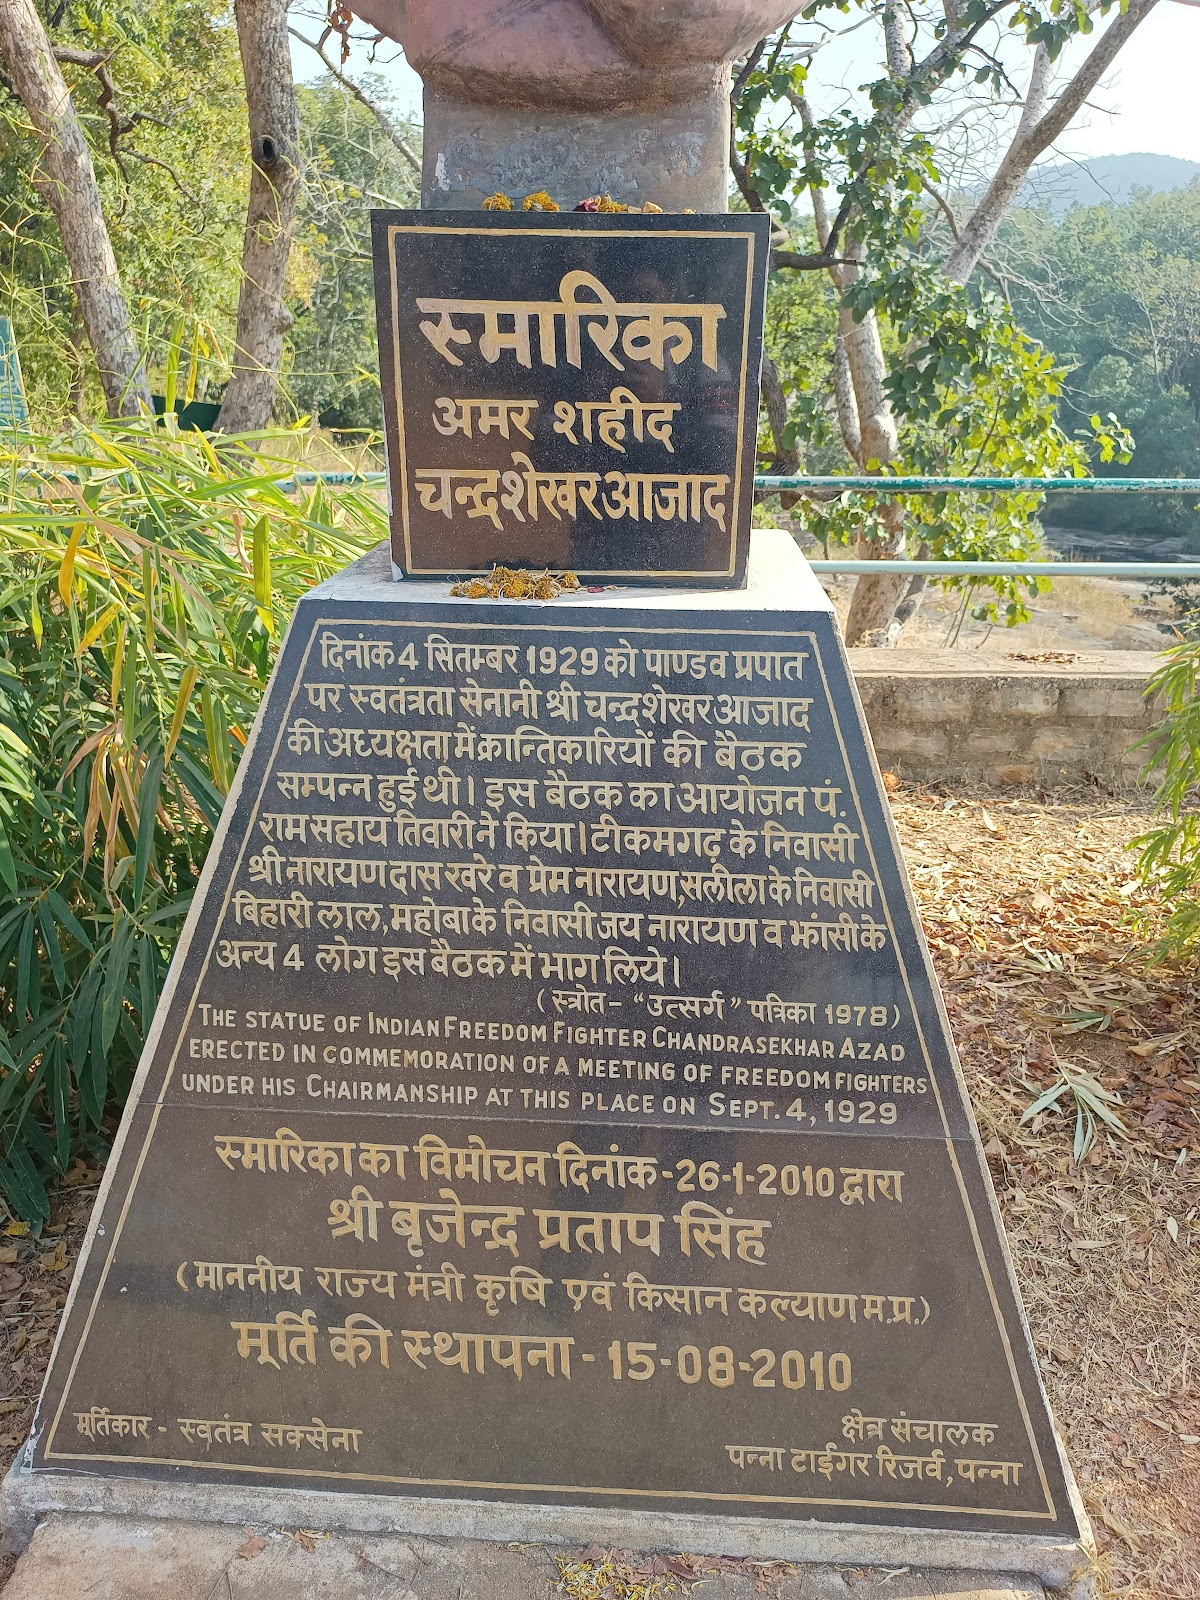 स्मारिका
अमर शहीद
चन्द्रशेखर आजाद
दिनांक 4 सितम्बर 1929 को पाण्डव प्रपात
पर स्वतंत्रता सेनानी श्री चन्द्रशेखर आजाद
की अध्यक्षता में क्रान्तिकारियों की बैठक
सम्पन्न हुई थी। इस बैठक का आयोजन पं.
रामसहाय तिवारी ने किया। टीकमगढ़ के निवासी
श्री नारायण दास खरे व प्रेम नारायण, सलीला के निवासी
बिहारी लाल, महोबा के निवासी जय नारायण व झांसी के
अन्य 4 लोग इस बैठक में भाग लिये।
(स्त्रोत- "उत्सर्ग" पत्रिका 1978)
THE STATUE OF INDIAN FREEDOM FIGHTER CHANDRASEKHAR AZAD
ERECTED IN COMMEMORATION OF A MEETING OF FREEDOM FIGHTERS
UNDER HIS CHAIRMANSHIP AT THIS PLACE ON SEPT. 4, 1929
स्मारिका का विमोचन दिनांक-26-1-2010 द्वारा
श्री बृजेन्द्र प्रताप सिंह
(माननीय राज्य मंत्री कृषि एवं किसान कल्याण म.प्र.)
मूर्ति की स्थापना-15-08-2010
मूर्तिकार - स्वतंत्र सक्सेना
क्षेत्र संचालक
पन्ना टाईगर रिजर्व, पन्ना